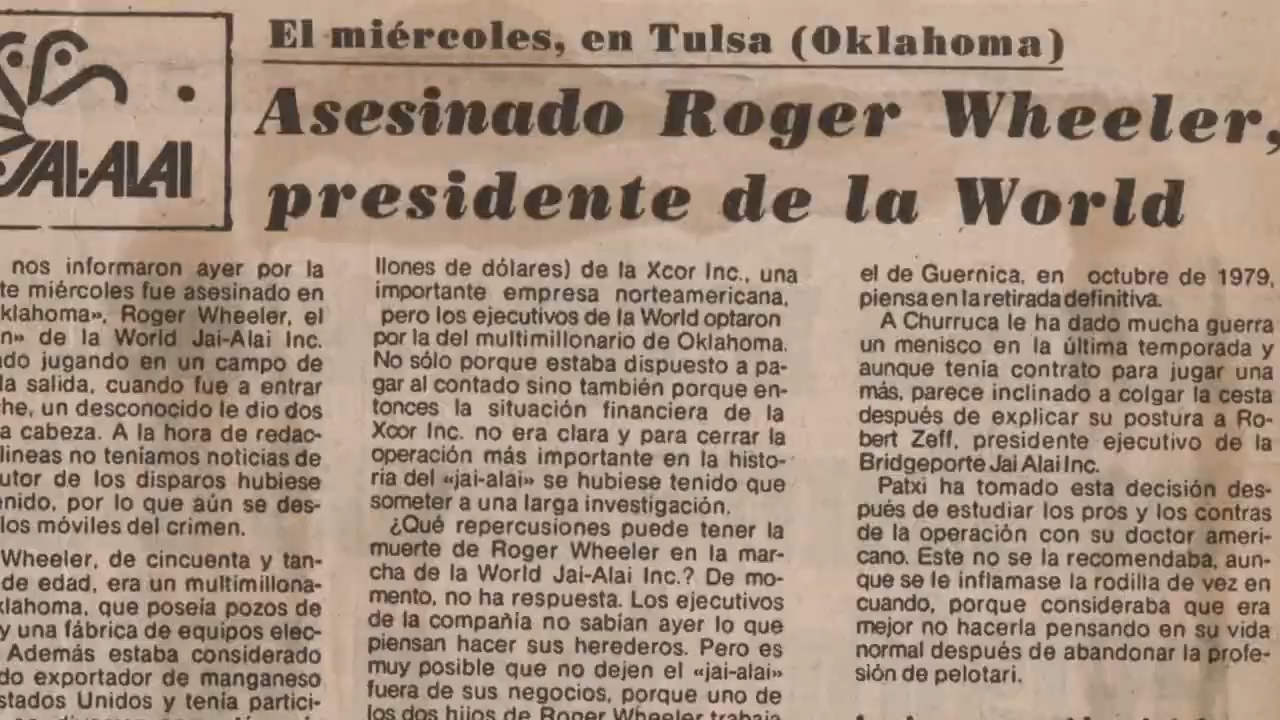 El miércoles, en Tulsa (Oklahoma)
Asesinado Roger Wheeler,
presidente de la World
JAI-ALAI
nos informaron ayer por la
te miércoles fue asesinado en
klahoma», Roger Wheeler, el
n» de la World Jai-Alai Inc.
do jugando en un campo de
la salida, cuando fue a entrar
he, un desconocido le dio dos
a cabeza. A la hora de redac-
lineas no teníamos noticias de
utor de los disparos hubiese
nido, por lo que aún se des-
los móviles del crimen.
Wheeler, de cincuenta y tan-
de edad, era un multimillona-
klahoma, que poseía pozos de
y una fábrica de equipos elec-
Además estaba considerado
do exportador de manganeso
stados Unidos y tenía partici-
llones de dólares) de la Xcor Inc., una
importante empresa norteamericana,
pero los ejecutivos de la World optaron
por la del multimillonario de Oklahoma.
No sólo porque estaba dispuesto a pa-
gar al contado sino también porque en-
tonces la situación financiera de la
Xcor Inc. no era clara y para cerrar la
operación más importante en la histo-
ria del «jai-alai» se hubiese tenido que
someter a una larga investigación.
¿Qué repercusiones puede tener la
muerte de Roger Wheeler en la mar-
cha de la World Jai-Alai Inc.? De mo-
mento, no ha respuesta. Los ejecutivos
de la compañía no sabían ayer lo que
piensan hacer sus herederos. Pero es
muy posible que no dejen el «jai-alai»
fuera de sus negocios, porque uno de
los dos hijos de Roger Wheeler trabaja
el de Guernica, en octubre de 1979,
piensa en la retirada definitiva.
A Churruca le ha dado mucha guerra
un menisco en la última temporada y
aunque tenía contrato para jugar una
más, parece inclinado a colgar la cesta
después de explicar su postura a Ro-
bert Zeff, presidente ejecutivo de la
Bridgeporte Jai Alai Inc.
Patxi ha tomado esta decisión des-
pués de estudiar los pros y los contras
de la operación con su doctor ameri-
cano. Este no se la recomendaba, aun-
que se le inflamase la rodilla de vez en
cuando, porque consideraba que era
mejor no hacerla pensando en su vida
normal después de abandonar la profe-
sión de pelotari.